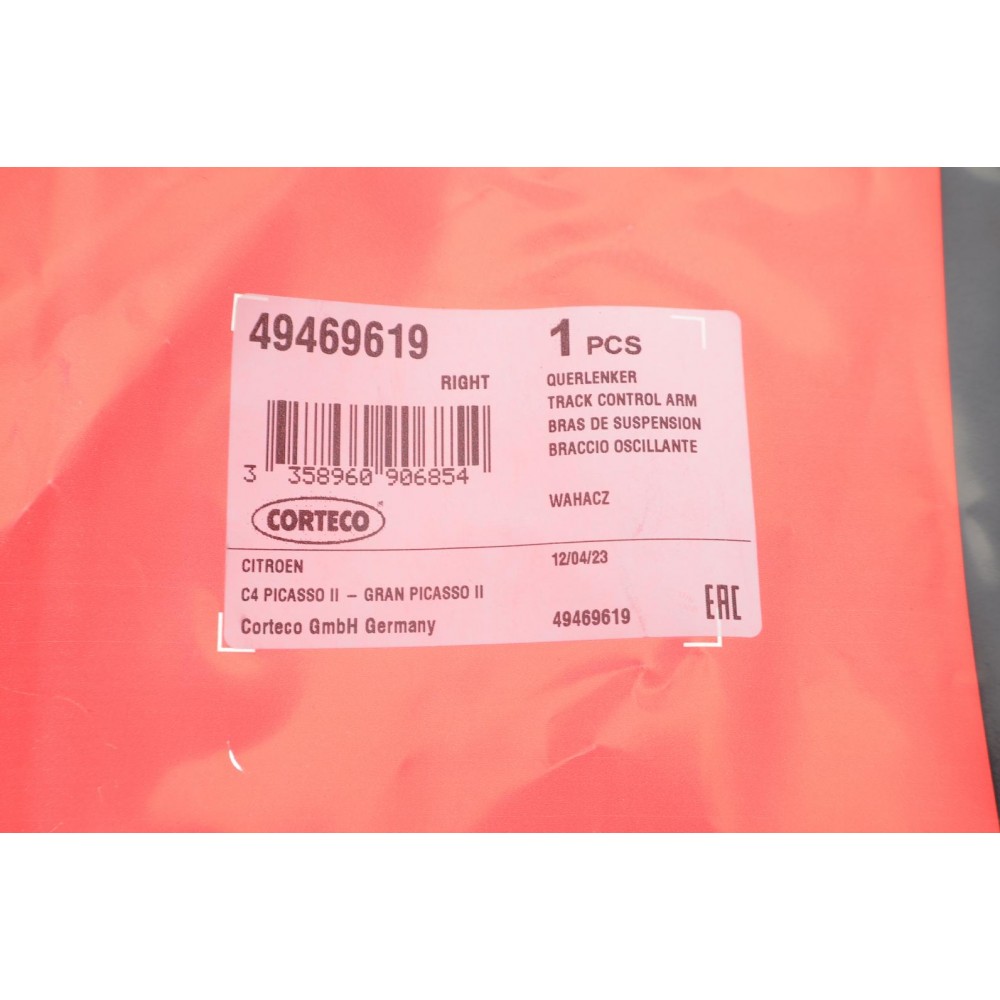 49469619
1 PCS
RIGHT
QUERLENKER
TRACK CONTROL ARM
BRAS DE SUSPENSION
BRACCIO OSCILLANTE
3 358960 906854
WAHACZ
CORTECO
CITROEN
12/04/23
C4 PICASSO II – GRAN PICASSO II
Corteco GmbH Germany
49469619
EAC